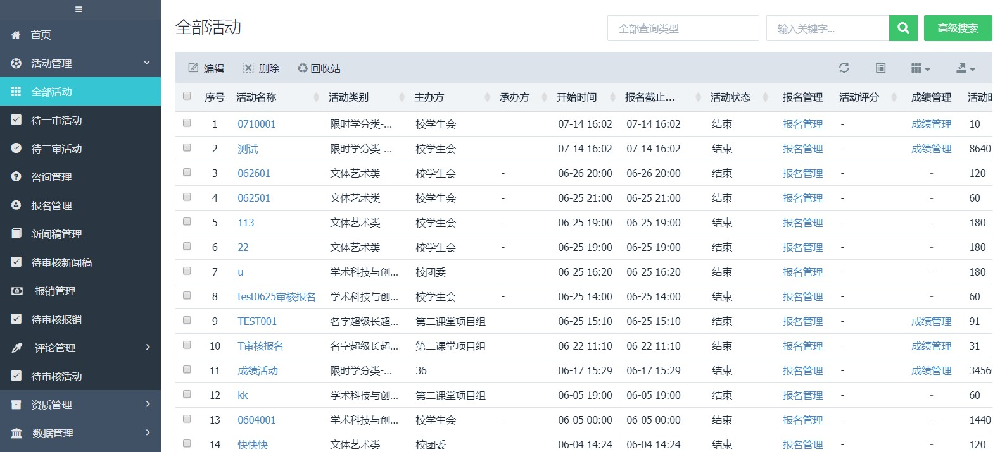 首页
活动管理
全部活动
待一审活动
待二审活动
咨询管理
报名管理
新闻稿管理
待审核新闻稿
报销管理
待审核报销
评论管理
待审核活动
资质管理
数据管理
全部活动 全部查询类型 输入关键字... 高级搜索
编辑 删除 回收站
序号 活动名称 活动类别 主办方 承办方 开始时间 报名截止... 活动状态 报名管理 活动评分 成绩管理 活动时
1 0710001 限时学分类-... 校学生会 07-14 16:02 07-14 16:02 结束 报名管理 - 成绩管理 10
2 测试 限时学分类-... 校学生会 07-14 16:02 07-14 16:02 结束 报名管理 - 成绩管理 8640
3 062601 文体艺术类 校学生会 - 06-26 20:00 06-26 20:00 结束 报名管理 - - 120
4 062501 文体艺术类 校学生会 - 06-25 21:00 06-25 21:00 结束 报名管理 - - 60
5 113 文体艺术类 校学生会 - 06-25 19:00 06-25 19:00 结束 报名管理 - - 180
6 22 文体艺术类 校学生会 - 06-25 19:00 06-25 19:00 结束 报名管理 - - 180
7 u 学术科技与创... 校团委 06-25 16:20 06-25 16:20 结束 报名管理 - - 180
8 test0625审核报名 学术科技与创... 校学生会 - 06-25 14:00 06-25 14:00 结束 报名管理 - - 60
9 TEST001 名字超级长超... 第二课堂项目组 06-25 15:10 06-25 15:10 结束 报名管理 - 成绩管理 91
10 T审核报名 名字超级长超... 第二课堂项目组 06-22 11:10 06-22 11:10 结束 报名管理 - 成绩管理 31
11 成绩活动 限时学分类-... 36 06-17 15:29 06-17 15:29 结束 报名管理 - 成绩管理 34560
12 kk 学术科技与创... 第二课堂项目组 06-05 19:00 06-05 19:00 结束 报名管理 - - 60
13 0604001 学术科技与创... 校学生会 - 06-05 00:00 06-05 00:00 结束 报名管理 - - 1440
14 快快快 文体艺术类 校团委 06-04 14:24 06-04 14:24 结束 报名管理 - - 120